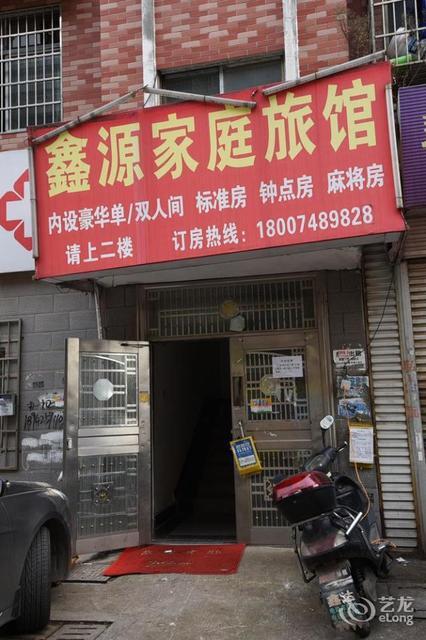 鑫源家庭旅馆
内设豪华单/双人间 标准房 钟点房 麻将房
请上二楼 订房热线：18007489828
艺龙
eLong